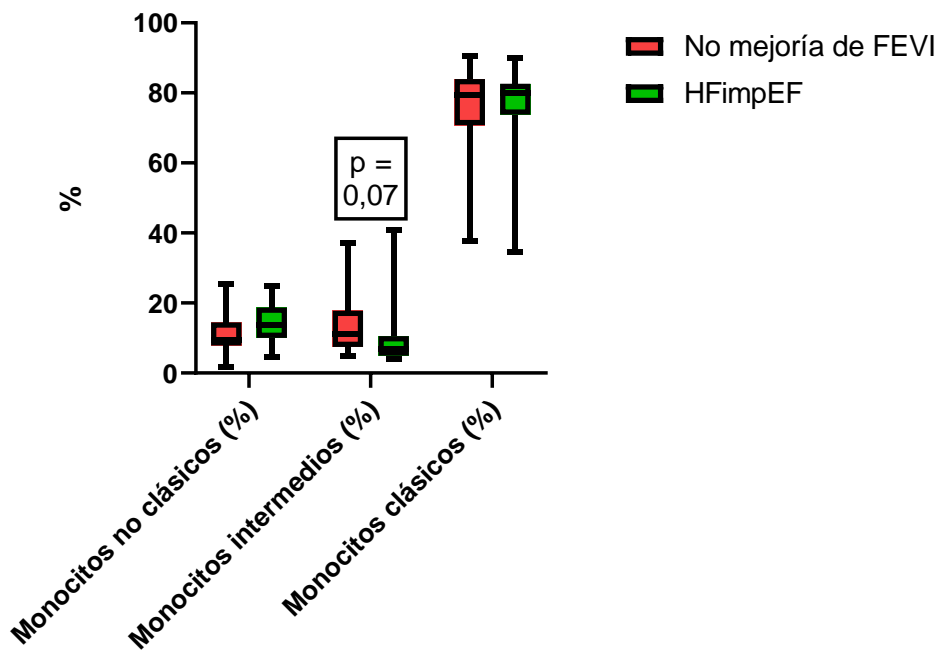 100
80
60
40
20
0
%
p =
0,07
No mejoría de FEVI
HFimpEF
Monocitos no clásicos (%)
Monocitos intermedios (%)
Monocitos clásicos (%)